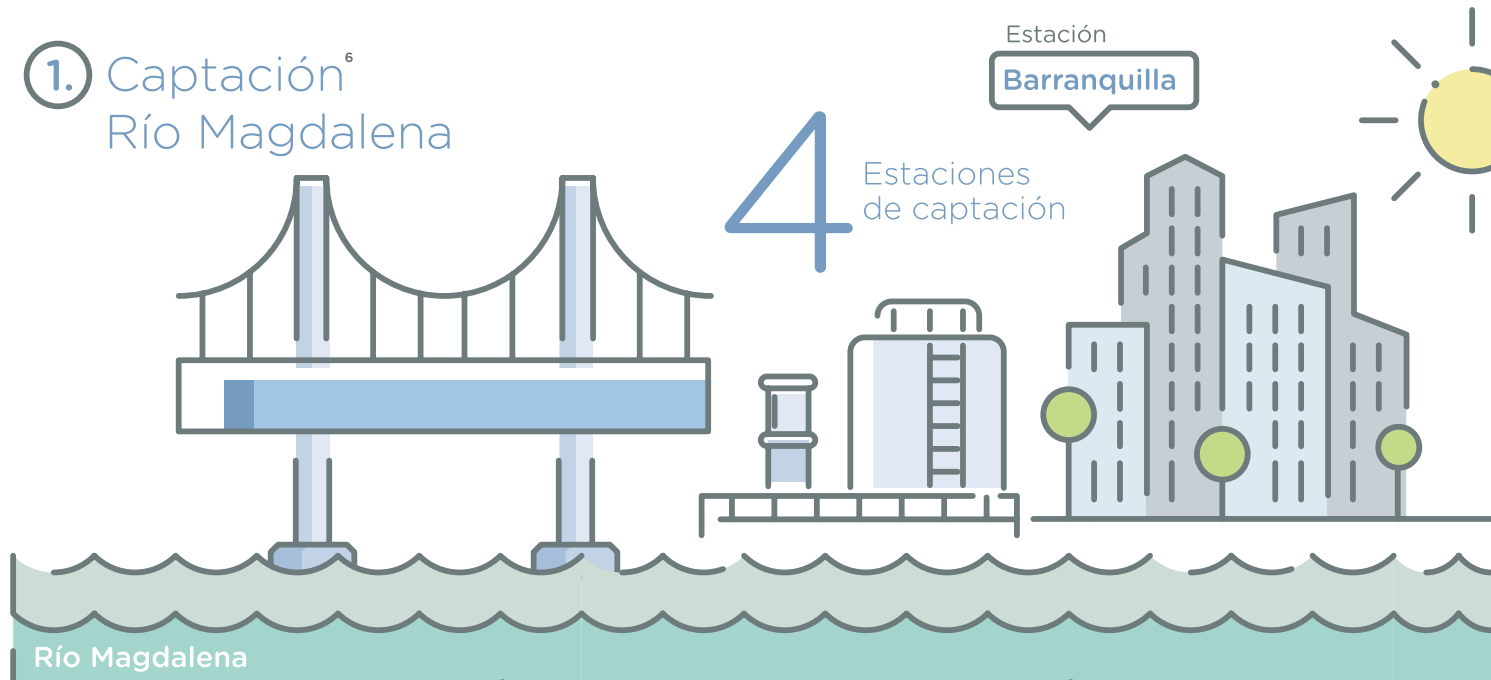 1. Captación⁶
Río Magdalena
4 Estaciones
de captación
Estación
Barranquilla
Río Magdalena